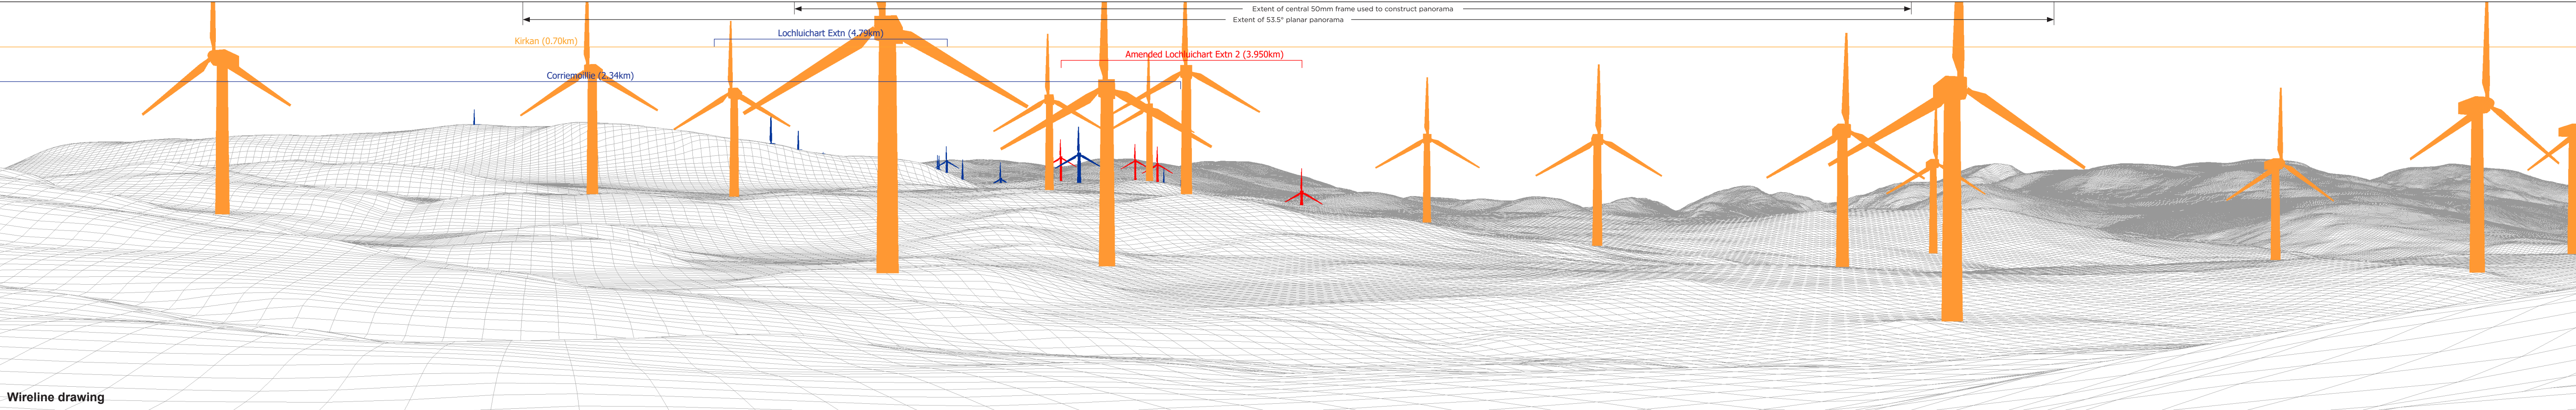 Extent of central 50mm frame used to construct panorama
Extent of 53.5° planar panorama
Lochluichart Extn (4.79km)
Kirkan (0.70km)
Amended Lochluichart Extn 2 (3.950km)
Corriemoillie (2.34km)
Wireline drawing